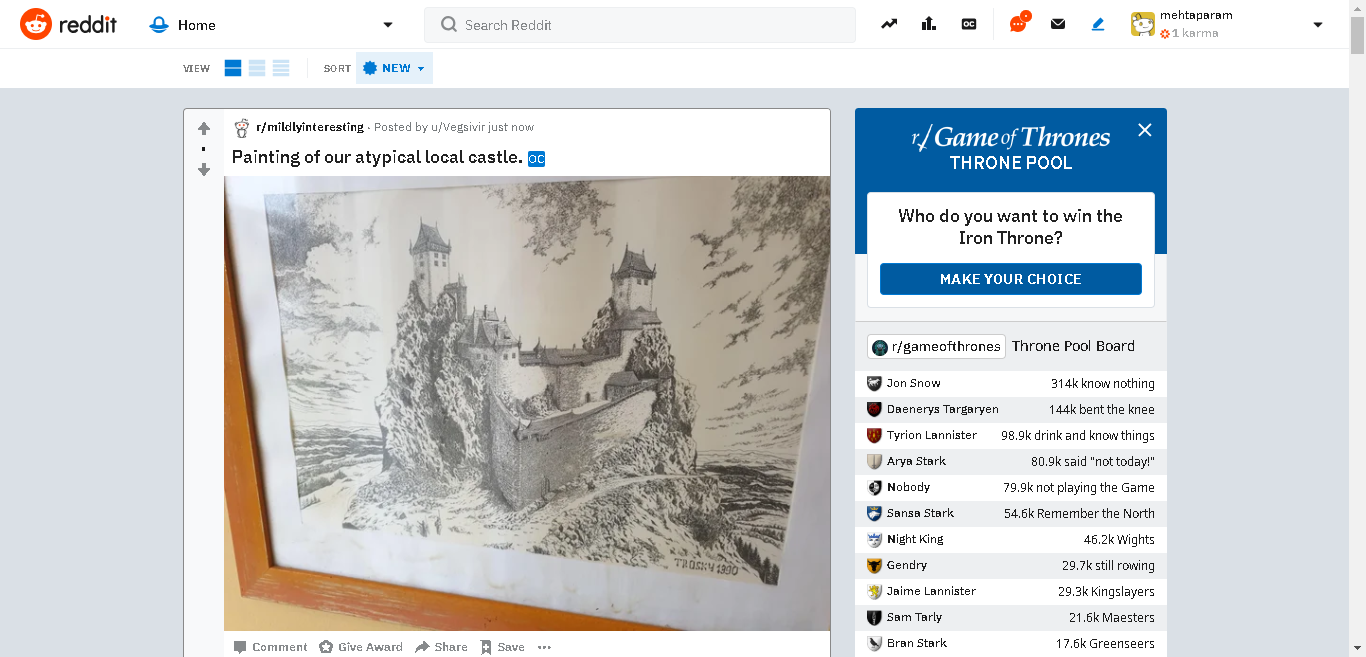 reddit
Home
Search Reddit
mehtaparam
1 karma
VIEW
SORT
NEW
r/mildlyinteresting · Posted by u/Vegsivir just now
Painting of our atypical local castle. OC
TROSKY 1990
Comment
Give Award
Share
Save
r/Game of Thrones
THRONE POOL
Who do you want to win the
Iron Throne?
MAKE YOUR CHOICE
r/gameofthrones Throne Pool Board
Jon Snow 314k know nothing
Daenerys Targaryen 144k bent the knee
Tyrion Lannister 98.9k drink and know things
Arya Stark 80.9k said "not today!"
Nobody 79.9k not playing the Game
Sansa Stark 54.6k Remember the North
Night King 46.2k Wights
Gendry 29.7k still rowing
Jaime Lannister 29.3k Kingslayers
Sam Tarly 21.6k Maesters
Bran Stark 17.6k Greenseers